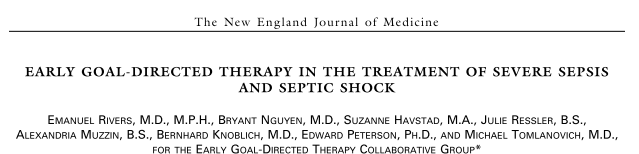 The New England Journal of Medicine
EARLY GOAL-DIRECTED THERAPY IN THE TREATMENT OF SEVERE SEPSIS
AND SEPTIC SHOCK
EMANUEL RIVERS, M.D., M.P.H., BRYANT NGUYEN, M.D., SUZANNE HAVSTAD, M.A., JULIE RESSLER, B.S.,
ALEXANDRIA MUZZIN, B.S., BERNHARD KNOBLICH, M.D., EDWARD PETERSON, PH.D., AND MICHAEL TOMLANOVICH, M.D.,
FOR THE EARLY GOAL-DIRECTED THERAPY COLLABORATIVE GROUP*